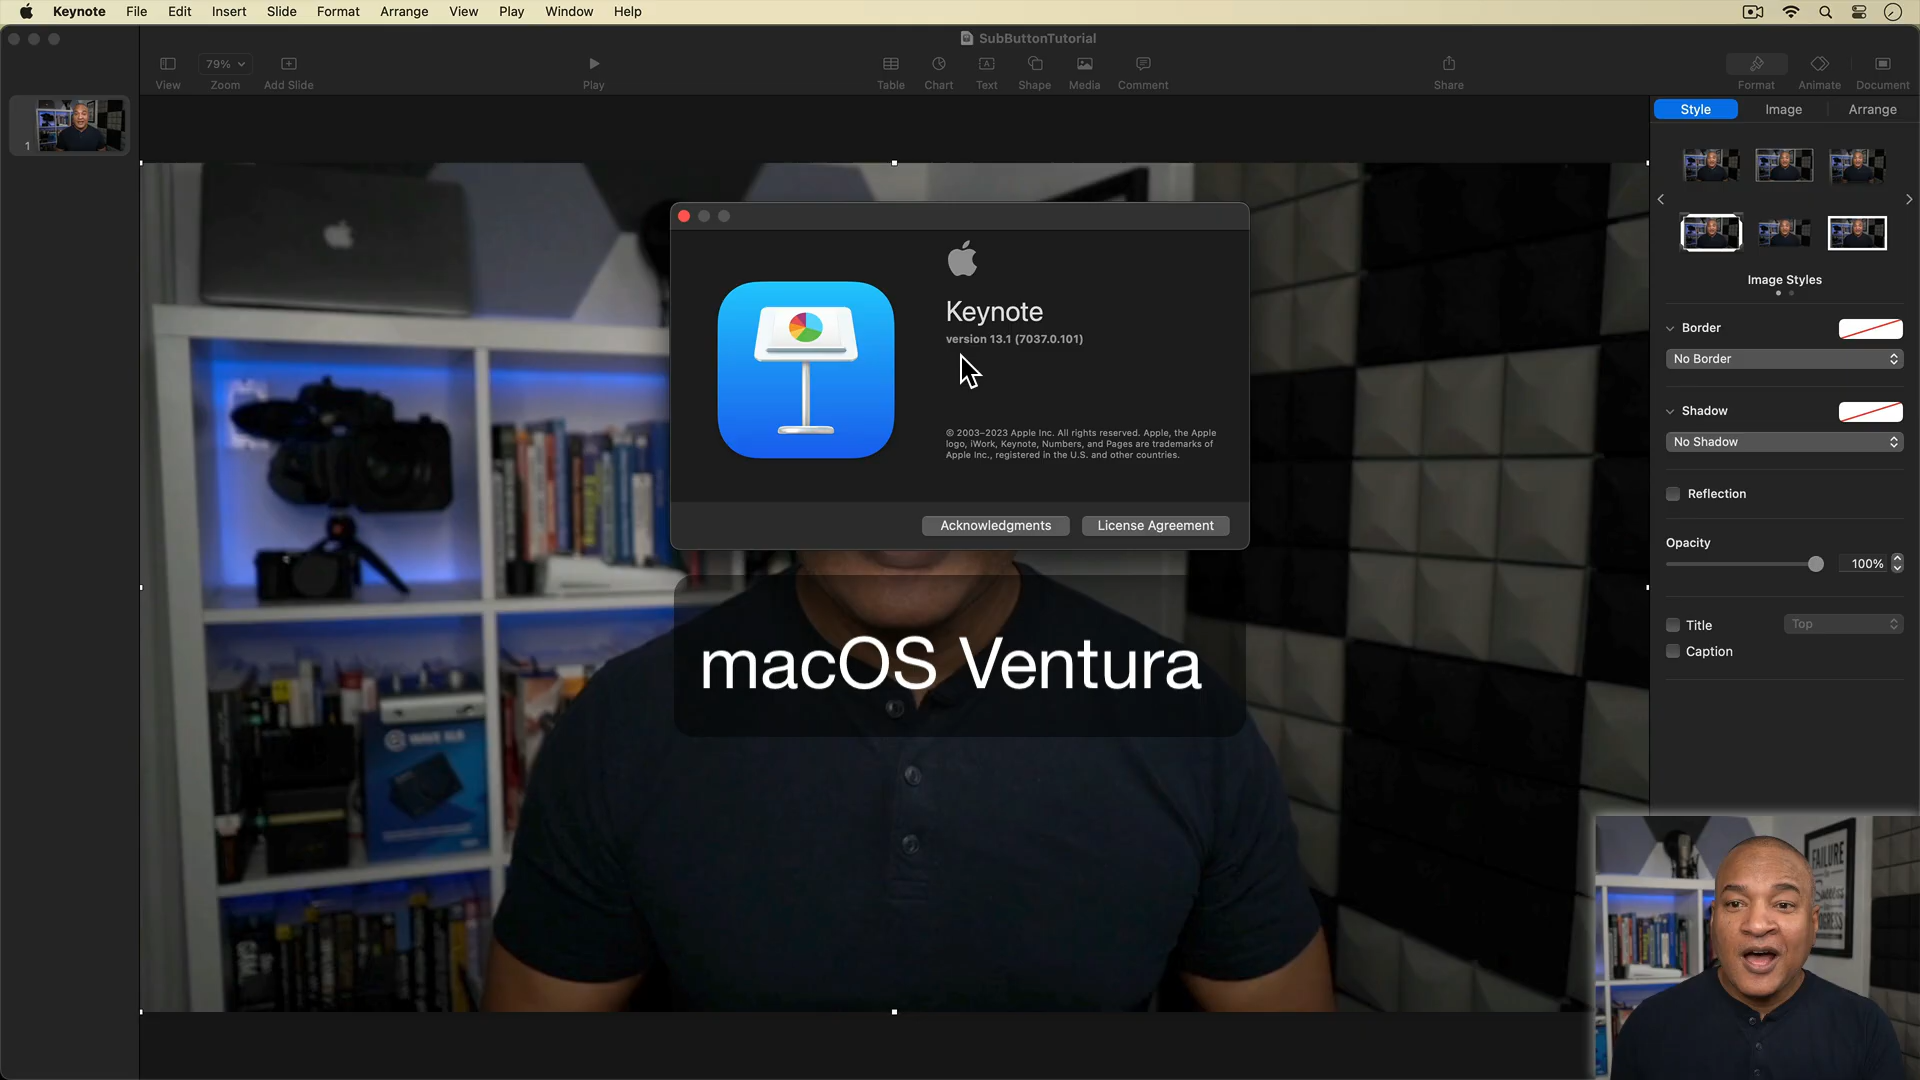 Keynote File Edit Insert Slide Format Arrange View Play Window Help
SubButtonTutorial
79%
View Zoom Add Slide Play Table Chart Text Shape Media Comment Share Format Animate Document
Style Image Arrange
1
Image Styles
Border
No Border
Shadow
No Shadow
Reflection
Opacity
100%
Title Top
Caption
Keynote
version 13.1 (7037.0.101)
© 2003–2023 Apple Inc. All rights reserved. Apple, the Apple
logo, iWork, Keynote, Numbers, and Pages are trademarks of
Apple Inc., registered in the U.S. and other countries.
Acknowledgments License Agreement
macOS Ventura
WAVE XLR
FAILURE